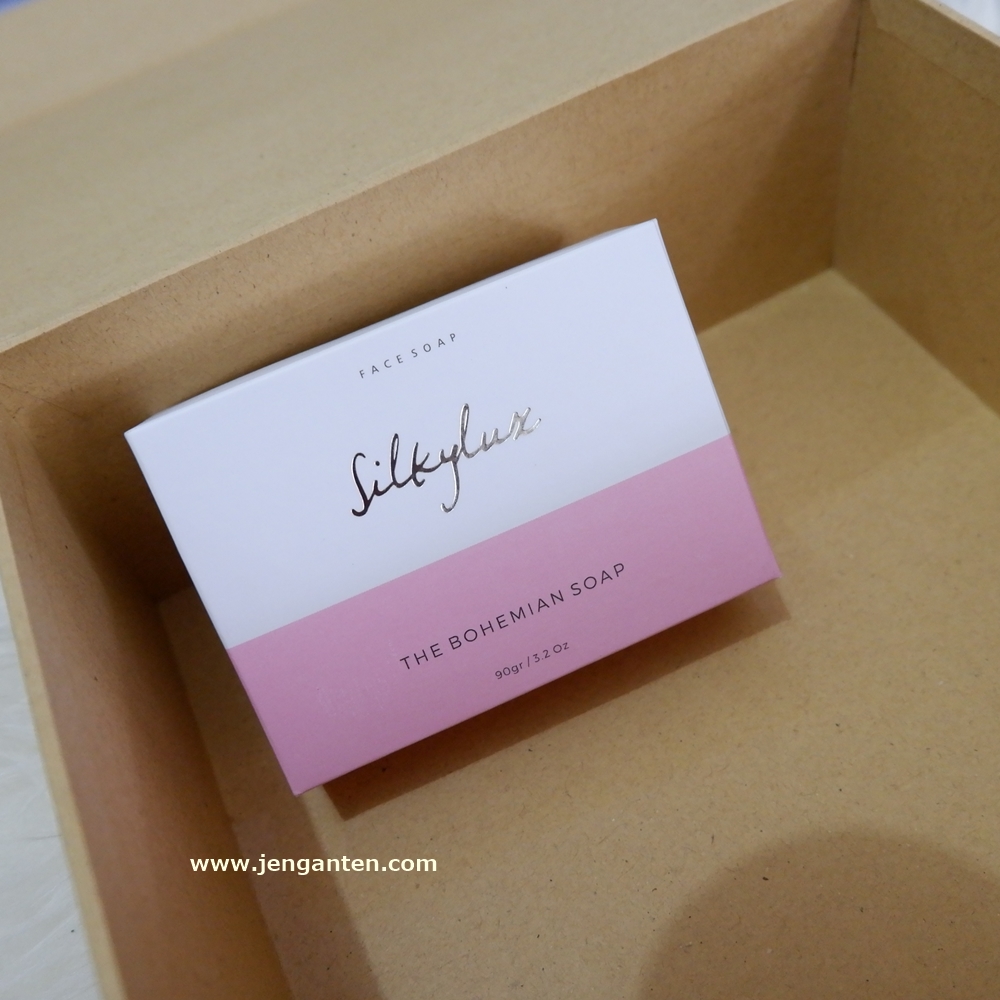 FACE SOAP
Silkylux
THE BOHEMIAN SOAP
90gr / 3.2 Oz
www.jenganten.com